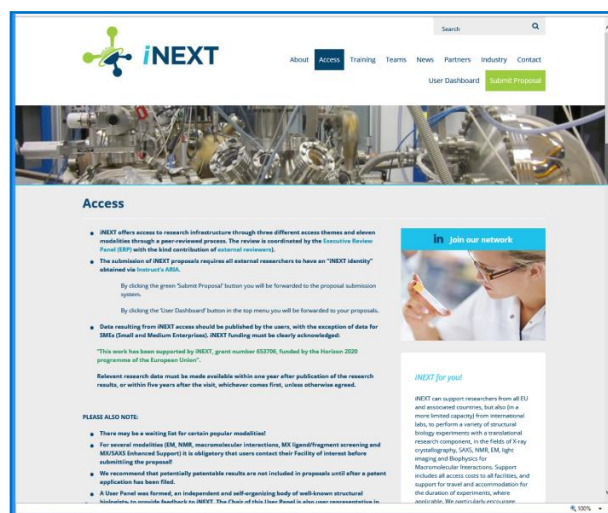 Search
iNEXT
About Access Training Teams News Partners Industry Contact
User Dashboard Submit Proposal
Access
iNEXT offers access to research infrastructure through three different access themes and eleven
modalities through a peer-reviewed process. The review is coordinated by the Executive Review
Panel (ERP) with the kind contribution of external reviewers).
The submission of iNEXT proposals requires all external researchers to have an "iNEXT identity"
obtained via Instruct's ARIA.
By clicking the green 'Submit Proposal' button you will be forwarded to the proposal submission
system.
By clicking the 'User Dashboard' button in the top menu you will be forwarded to your proposals.
Data resulting from iNEXT access should be published by the users, with the exception of data for
SMEs (Small and Medium Enterprises). iNEXT funding must be clearly acknowledged:
"This work has been supported by iNEXT, grant number 653706, funded by the Horizon 2020
programme of the European Union".
Relevant research data must be made available within one year after publication of the research
results, or within five years after the visit, whichever comes first, unless otherwise agreed.
PLEASE ALSO NOTE:
There may be a waiting list for certain popular modalities!
For several modalities (EM, NMR, macromolecular interactions, MX ligand/fragment screening and
MX/SAXS Enhanced Support) it is obligatory that users contact their Facility of interest before
submitting the proposal!
We recommend that potentially patentable results are not included in proposals until after a patent
application has been filed.
A User Panel was formed, an independent and self-organizing body of well-known structural
biologists, to provide feedback to iNEXT. The Chair of this User Panel is also user representative in
in Join our network
iNEXT for you!
iNEXT can support researchers from all EU
and associated countries, but also (in a
more limited capacity) from international
labs, to perform a variety of structural
biology experiments with a translational
research component, in the fields of X-ray
crystallography, SAXS, NMR, EM, light
imaging and Biophysics for
Macromolecular Interactions. Support
includes all access costs to all facilities, and
support for travel and accommodation for
the duration of experiments, where
applicable. We particularly encourage
100%